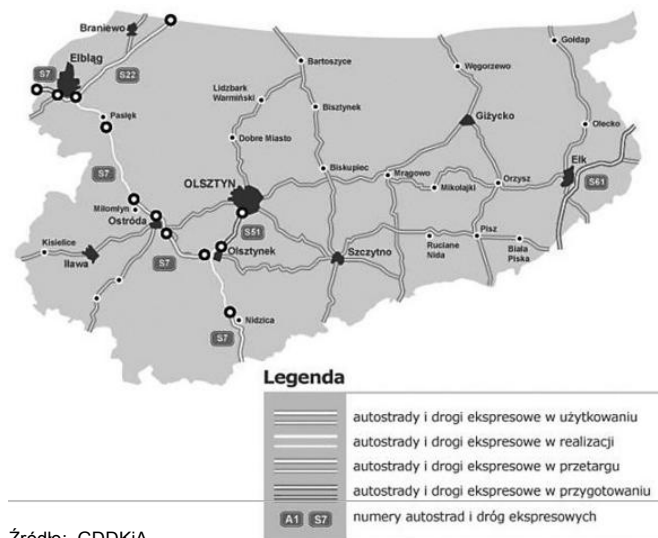 Braniewo
Gołdap
Elbląg
S7
S22
Bartoszyce
Węgorzewo
Lidzbark
Warmiński
Bisztynek
Pasłęk
Giżycko
Olecko
Dobre Miasto
S7
Biskupiec
Mrągowo
Orzysz
Ełk
OLSZTYN
Mikołajki
S61
Miłomłyn
Ostróda
S51
Kisielice
Iława
S7
Olsztynek
Szczytno
Ruciane
Nida
Pisz
Biała
Piska
Nidzica
S7
Legenda
autostrady i drogi ekspresowe w użytkowaniu
autostrady i drogi ekspresowe w realizacji
autostrady i drogi ekspresowe w przetargu
autostrady i drogi ekspresowe w przygotowaniu
A1 S7 numery autostrad i dróg ekspresowych
Źródło: GDDKiA